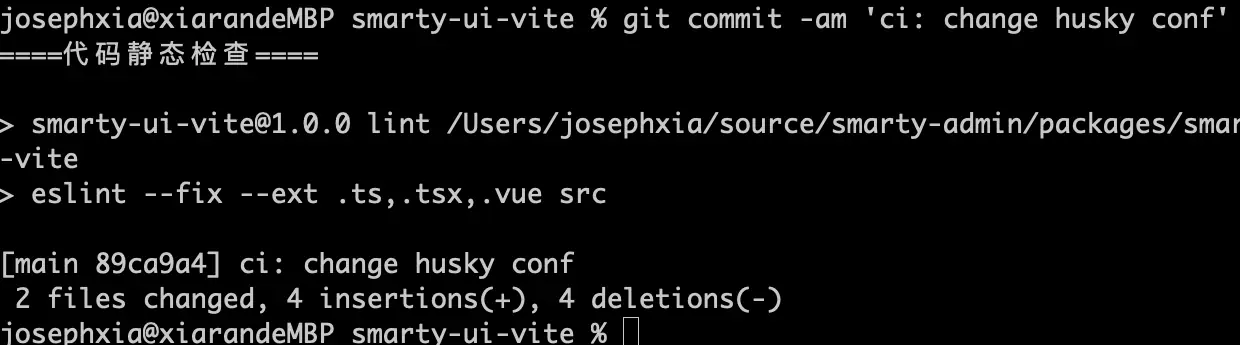 josephxia@xiarandeMBP smarty-ui-vite % git commit -am 'ci: change husky conf'
====代码静态检查====
> smarty-ui-vite@1.0.0 lint /Users/josephxia/source/smarty-admin/packages/smar
-vite
> eslint --fix --ext .ts,.tsx,.vue src
[main 89ca9a4] ci: change husky conf
2 files changed, 4 insertions(+), 4 deletions(-)
josephxia@xiarandeMBP smarty-ui-vite %